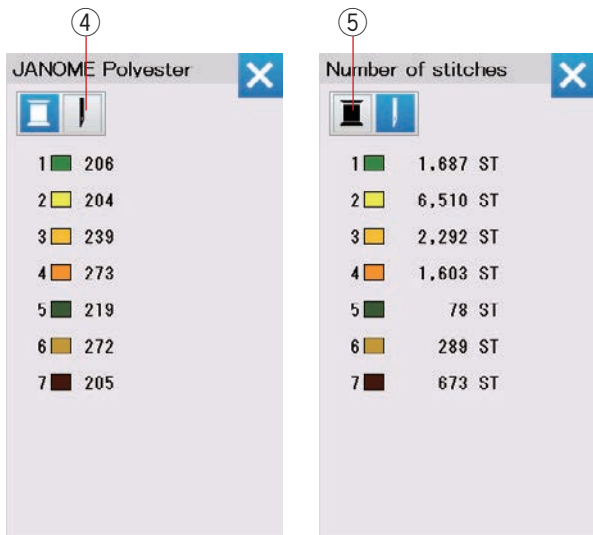 ④
JANOME Polyester
1 206
2 204
3 239
4 273
5 219
6 272
7 205
⑤
Number of stitches
1 1,687 ST
2 6,510 ST
3 2,292 ST
4 1,603 ST
5 78 ST
6 289 ST
7 673 ST